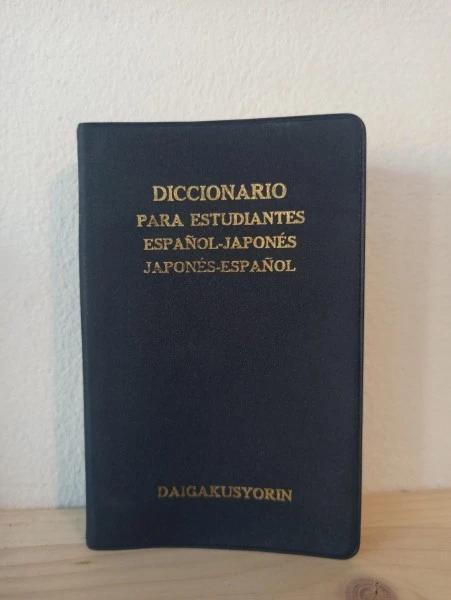 DICCIONARIO
PARA ESTUDIANTES
ESPAÑOL-JAPONÉS
JAPONÉS-ESPAÑOL
DAIGAKUSYORIN